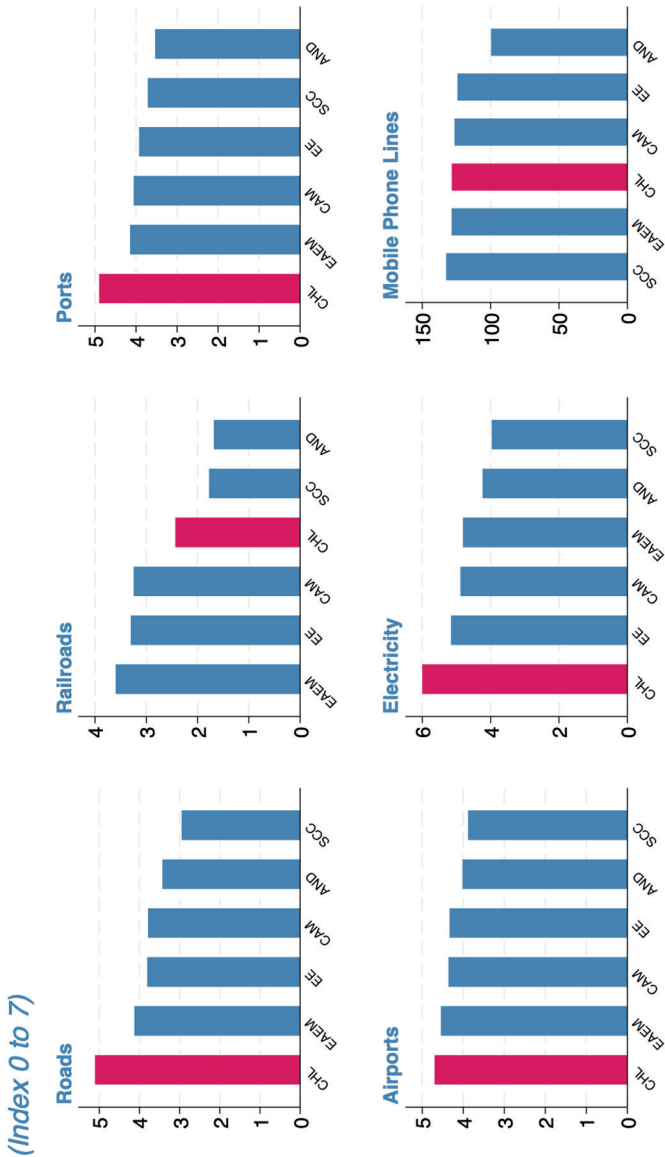 (Index 0 to 7)
Roads
5
4
3
2
1
0
CHL
EAEM
EE
CAM
AND
SCC
Railroads
4
3
2
1
0
EAEM
EE
CAM
CHL
SCC
AND
Ports
5
4
3
2
1
0
CHL
EAEM
CAM
EE
SCC
AND
Airports
5
4
3
2
1
0
CHL
EAEM
CAM
EE
AND
SCC
Electricity
6
4
2
0
CHL
EE
CAM
EAEM
AND
SCC
Mobile Phone Lines
150
100
50
0
SCC
EAEM
CHL
CAM
EE
AND